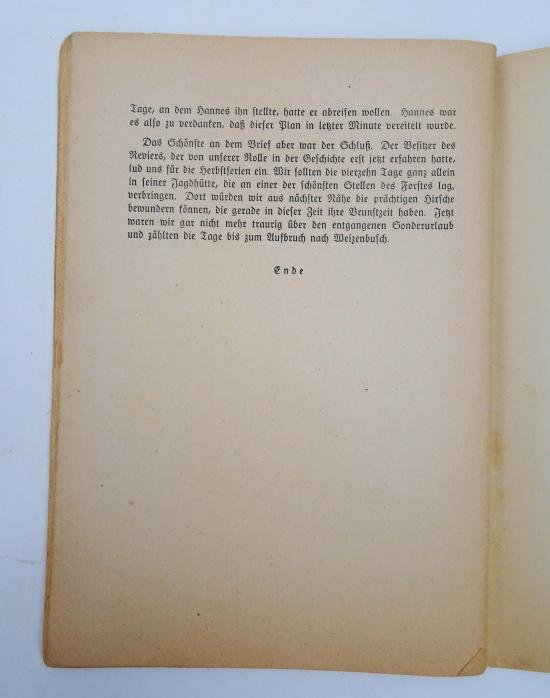 Tage, an dem Hannes ihn stellte, hatte er abreisen wollen. Hannes war
es also zu verdanken, daß dieser Plan in letzter Minute vereitelt wurde.
Das Schönste an dem Brief aber war der Schluß. Der Besitzer des
Reviers, der von unserer Rolle in der Geschichte erst jetzt erfahren hatte,
lud uns für die Herbstferien ein. Wir sollten die vierzehn Tage ganz allein
in seiner Jagdhütte, die an einer der schönsten Stellen des Forstes lag,
verbringen. Dort würden wir aus nächster Nähe die prächtigen Hirsche
bewundern können, die gerade in dieser Zeit ihre Brunstzeit haben. Jetzt
waren wir gar nicht mehr traurig über den entgangenen Sonderurlaub
und zählten die Tage bis zum Aufbruch nach Weizenbusch.
Ende